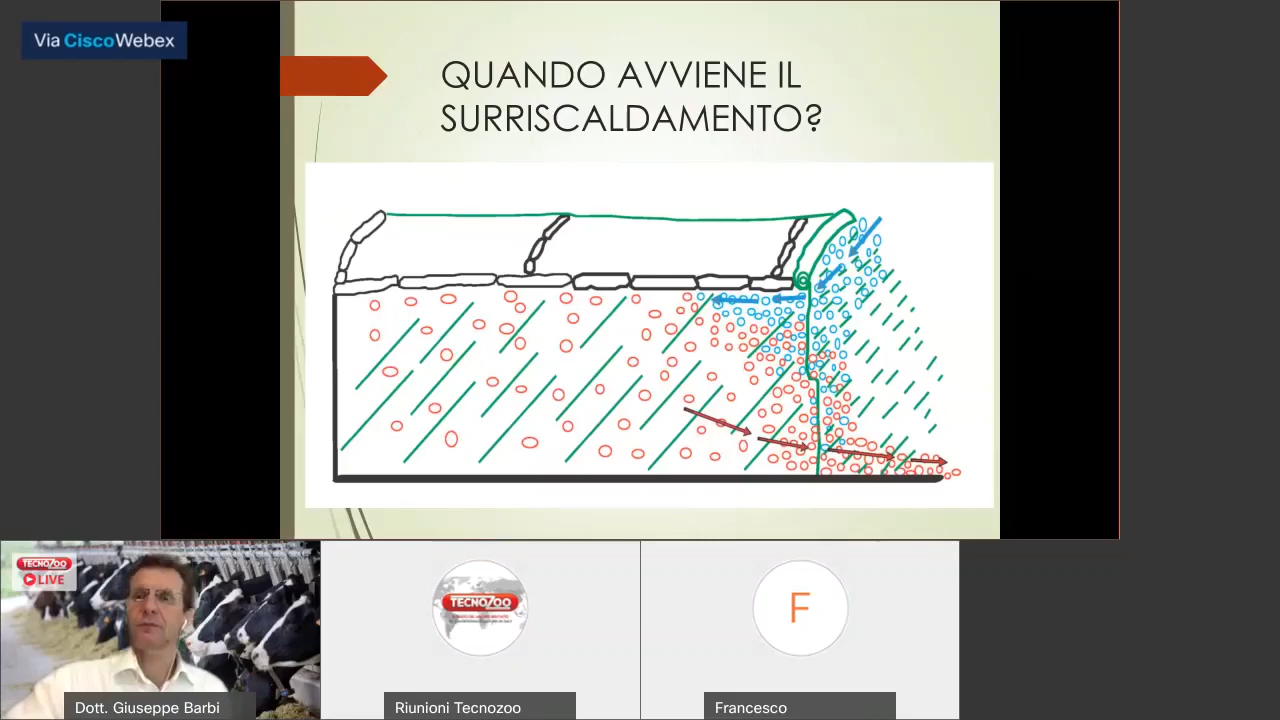 Via CiscoWebex
QUANDO AVVIENE IL
SURRISCALDAMENTO?
TECNOZOO
LIVE
TECNOZOO
F
Dott. Giuseppe Barbi
Riunioni Tecnozoo
Francesco